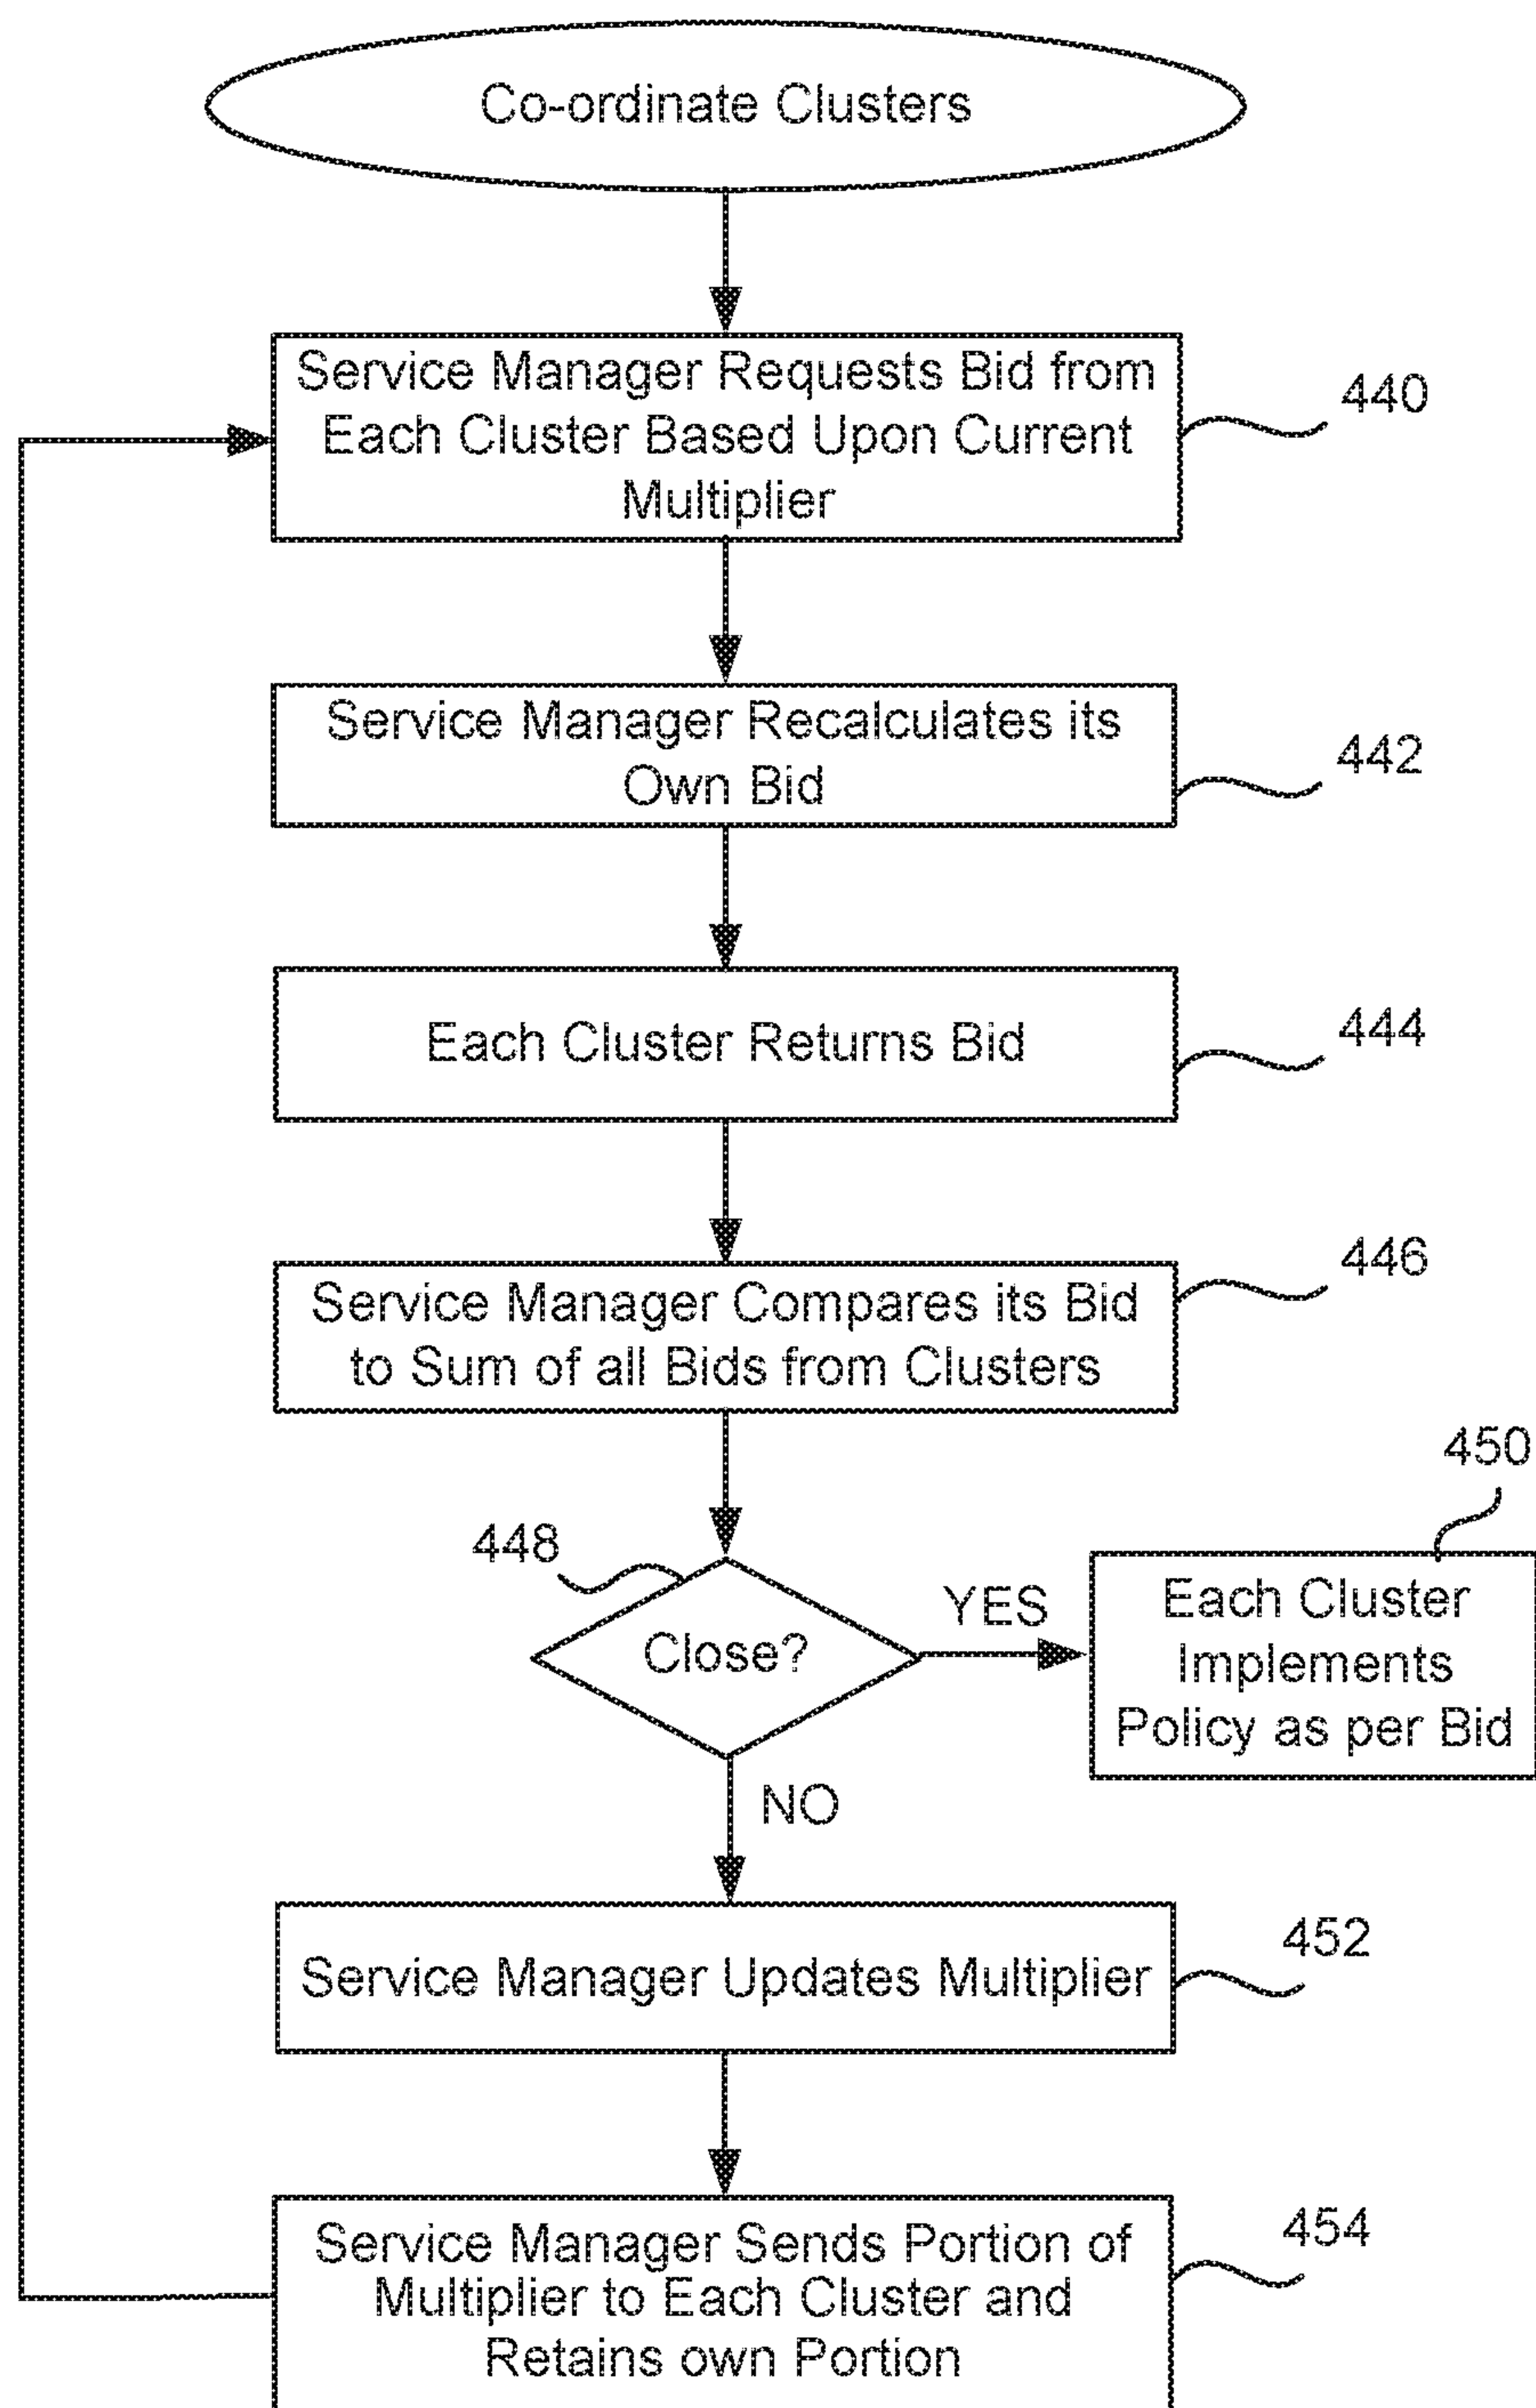 Co-ordinate Clusters
Service Manager Requests Bid from
Each Cluster Based Upon Current
Multiplier
440
Service Manager Recalculates its
Own Bid
442
Each Cluster Returns Bid
444
Service Manager Compares its Bid
to Sum of all Bids from Clusters
446
448
Close?
YES
450
Each Cluster
Implements
Policy as per Bid
NO
Service Manager Updates Multiplier
452
Service Manager Sends Portion of
Multiplier to Each Cluster and
Retains own Portion
454